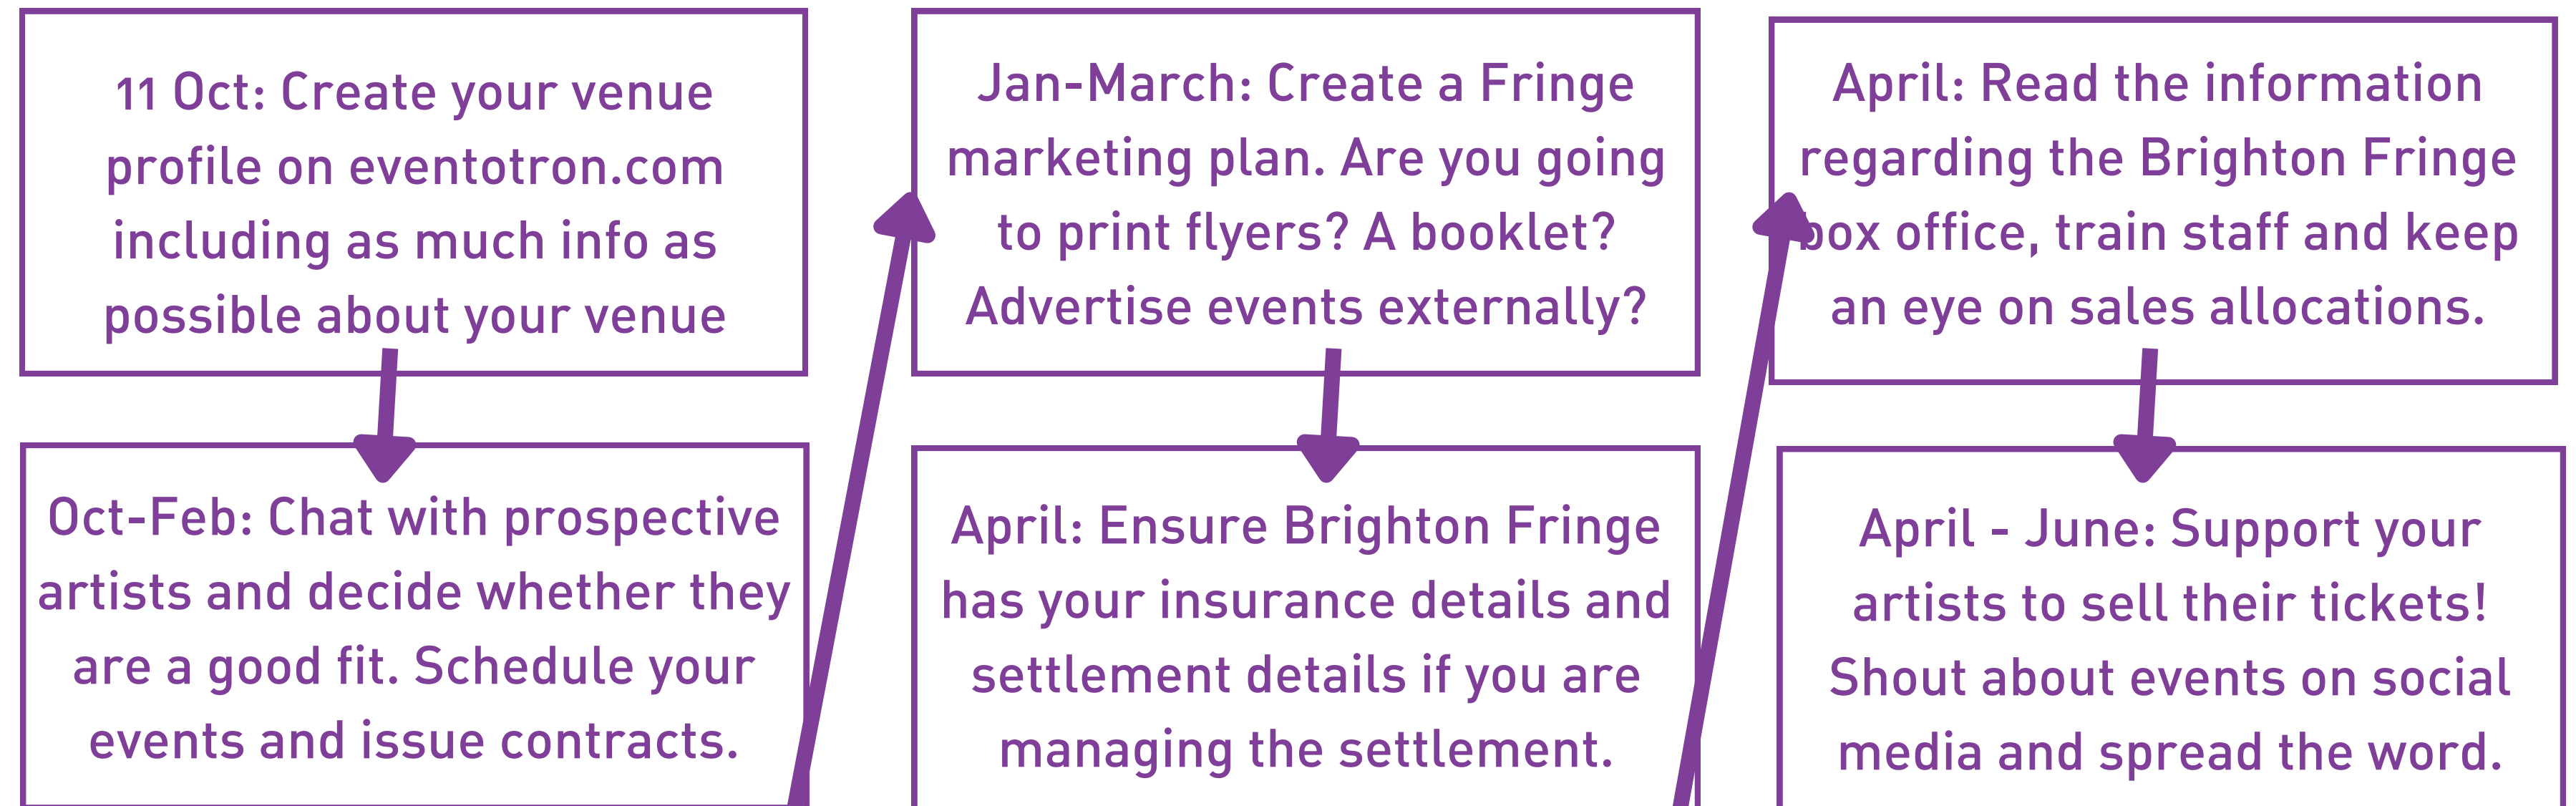 11 Oct: Create your venue
profile on eventotron.com
including as much info as
possible about your venue
Oct-Feb: Chat with prospective
artists and decide whether they
are a good fit. Schedule your
events and issue contracts.
Jan-March: Create a Fringe
marketing plan. Are you going
to print flyers? A booklet?
Advertise events externally?
April: Ensure Brighton Fringe
has your insurance details and
settlement details if you are
managing the settlement.
April: Read the information
regarding the Brighton Fringe
box office, train staff and keep
an eye on sales allocations.
April - June: Support your
artists to sell their tickets!
Shout about events on social
media and spread the word.